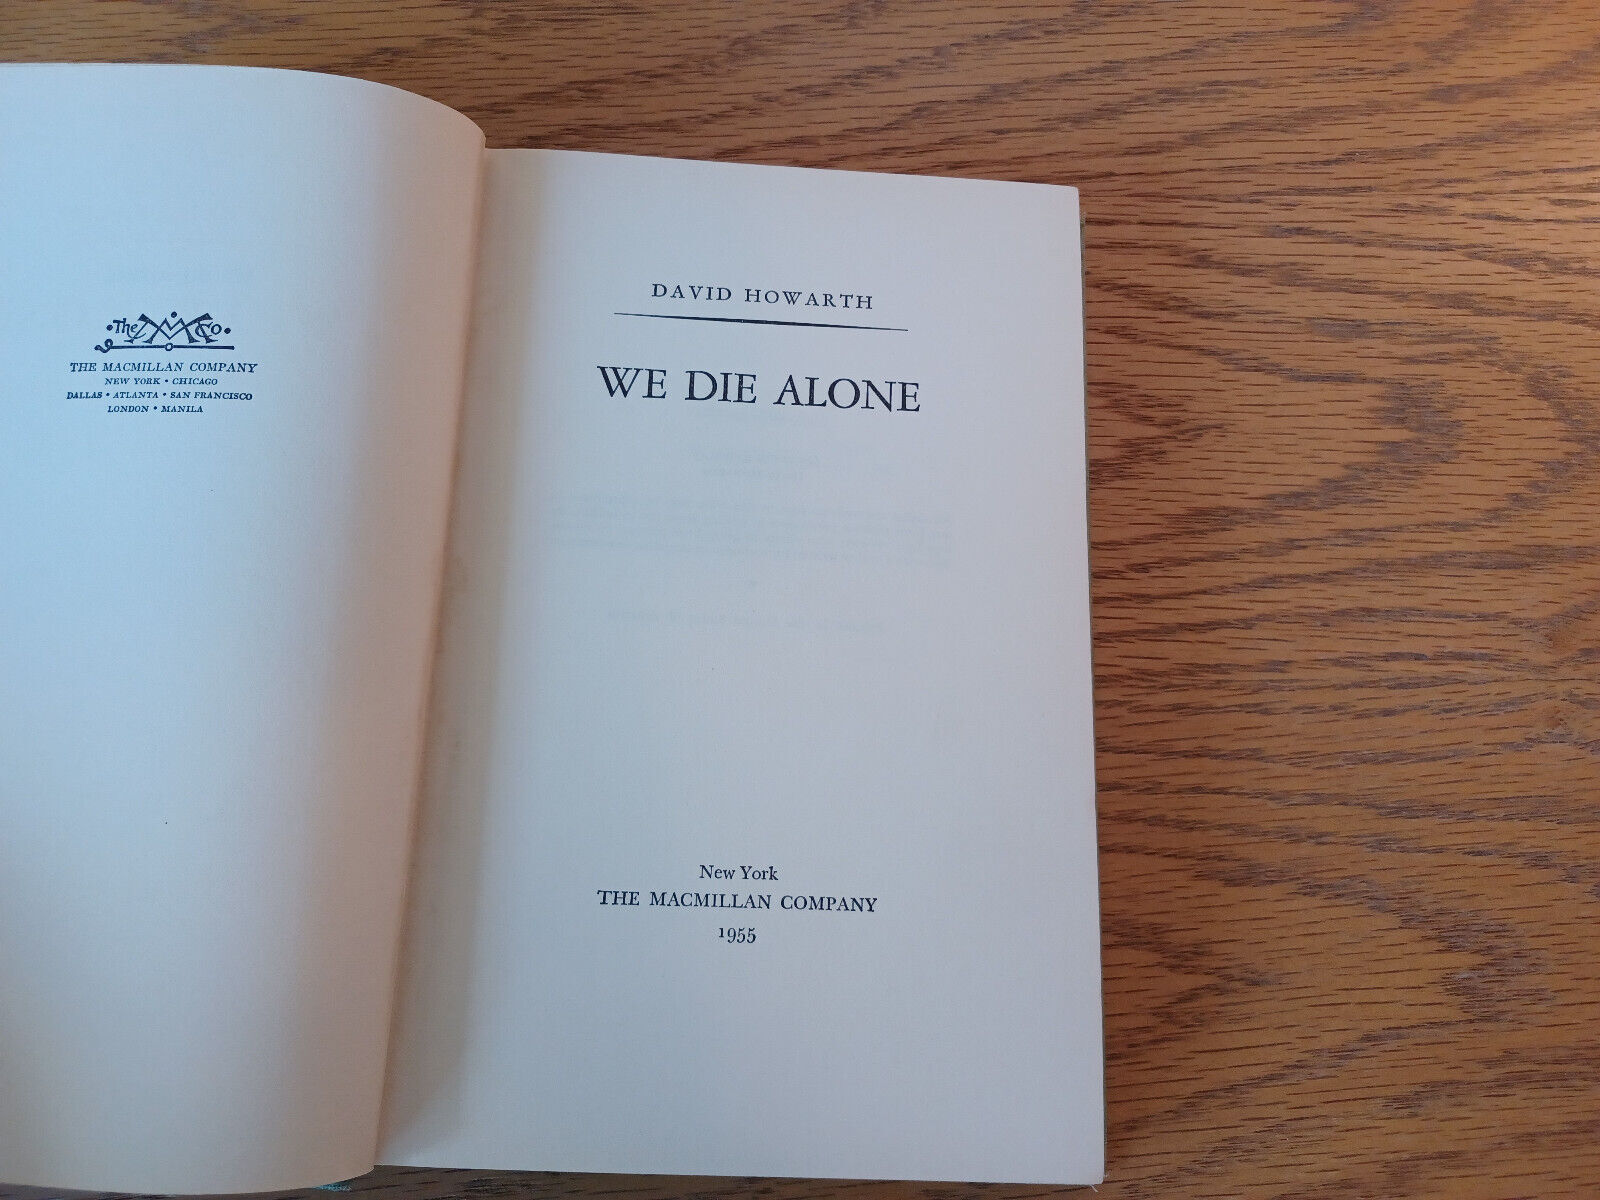 The M Co
THE MACMILLAN COMPANY
NEW YORK • CHICAGO
DALLAS • ATLANTA • SAN FRANCISCO
LONDON • MANILA
DAVID HOWARTH
WE DIE ALONE
New York
THE MACMILLAN COMPANY
1955